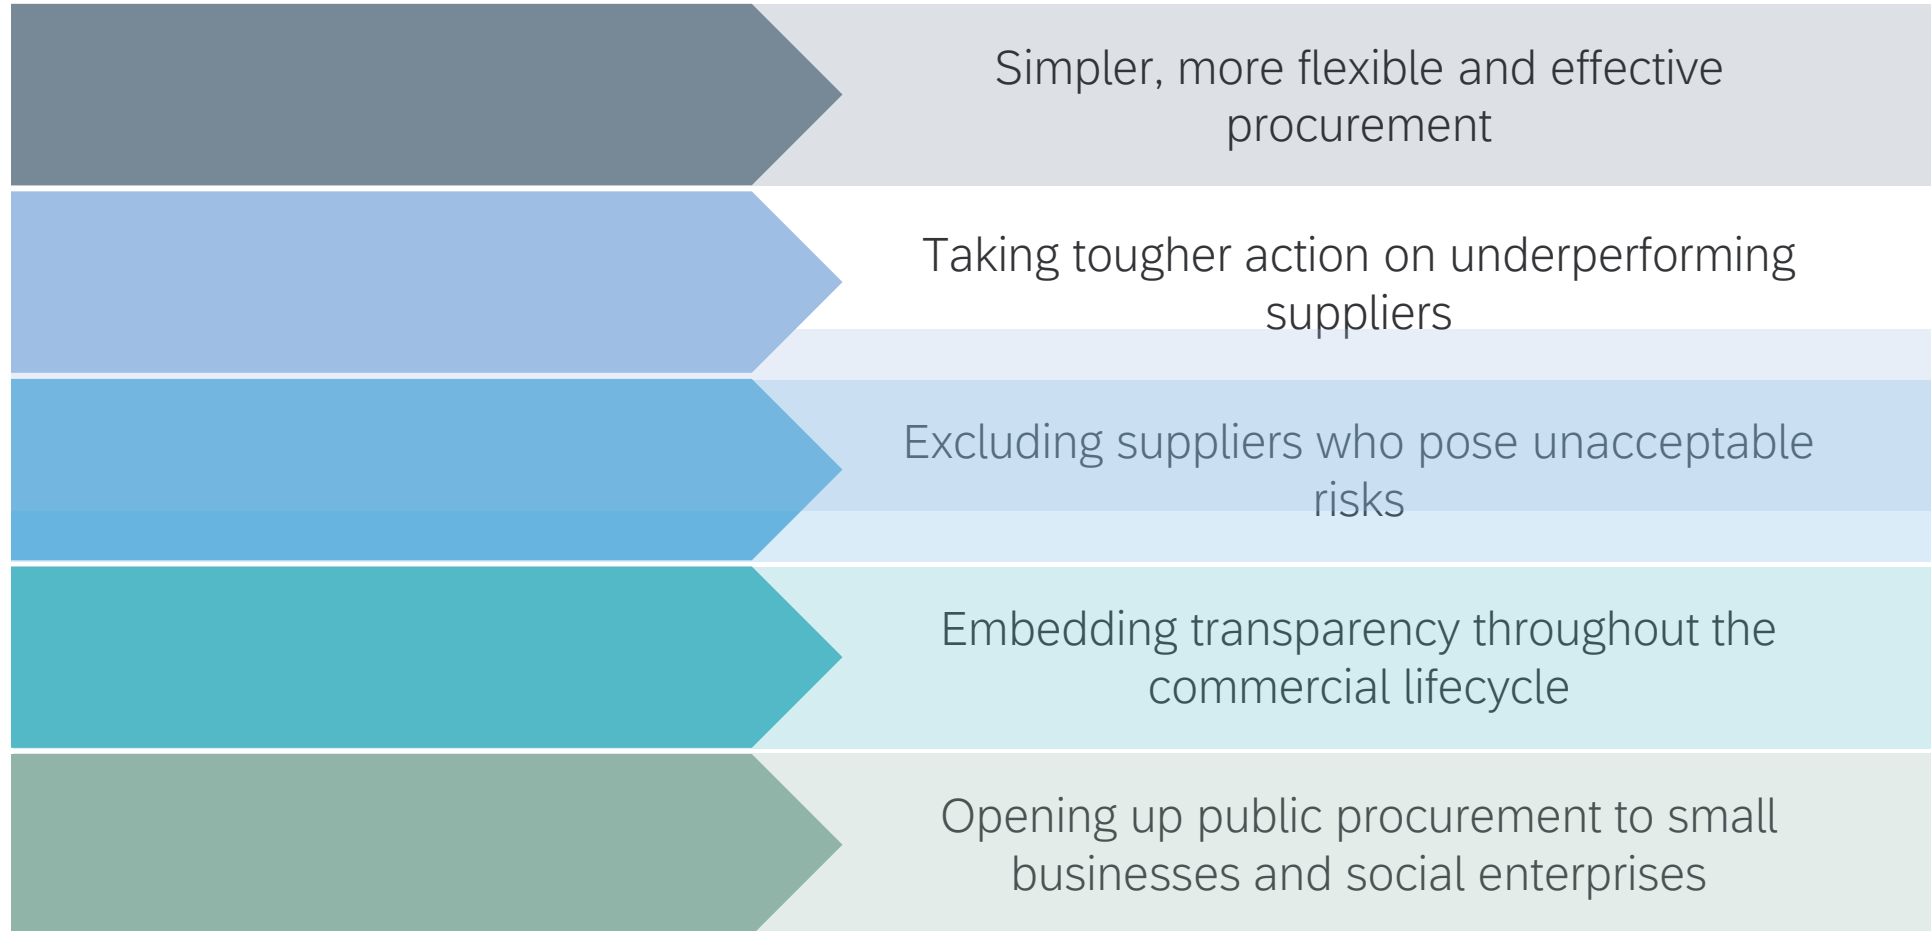 Simpler, more flexible and effective
procurement
Taking tougher action on underperforming
suppliers
Excluding suppliers who pose unacceptable
risks
Embedding transparency throughout the
commercial lifecycle
Opening up public procurement to small
businesses and social enterprises